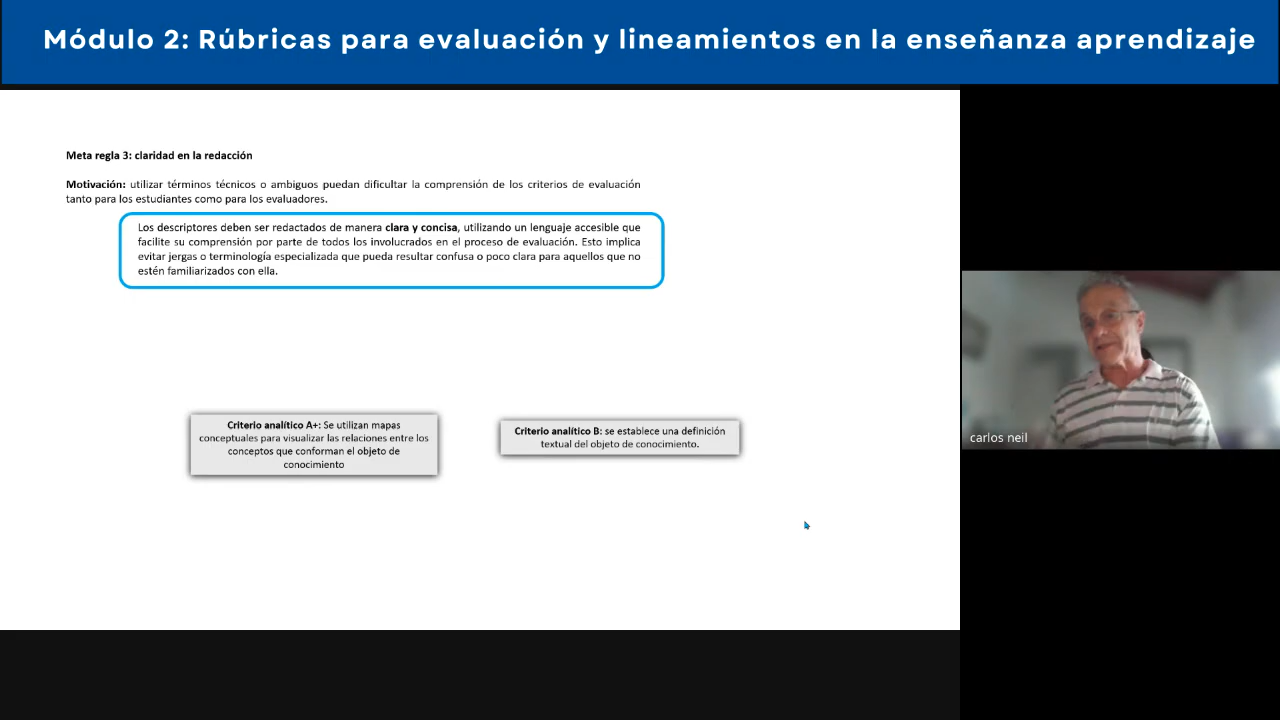 Módulo 2: Rúbricas para evaluación y lineamientos en la enseñanza aprendizaje
Meta regla 3: claridad en la redacción
Motivación: utilizar términos técnicos o ambiguos puedan dificultar la comprensión de los criterios de evaluación
tanto para los estudiantes como para los evaluadores.
Los descriptores deben ser redactados de manera clara y concisa, utilizando un lenguaje accesible que
facilite su comprensión por parte de todos los involucrados en el proceso de evaluación. Esto implica
evitar jergas o terminología especializada que pueda resultar confusa o poco clara para aquellos que no
estén familiarizados con ella.
Criterio analítico A+: Se utilizan mapas
conceptuales para visualizar las relaciones entre los
conceptos que conforman el objeto de
conocimiento
Criterio analítico B: se establece una definición
textual del objeto de conocimiento.
carlos neil